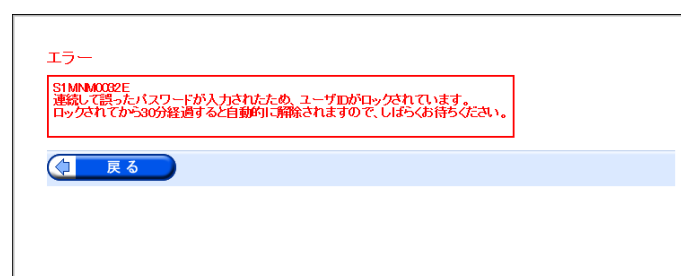 エラー
S1MNM0032E
連続して誤ったパスワードが入力されたため、ユーザIDがロックされています。
ロックされてから30分経過すると自動的に解除されますので、しばらくお待ちください。
戻る